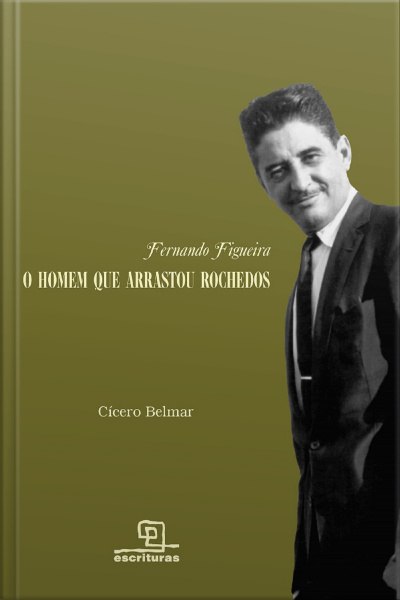 Fernando Figueira
O HOMEM QUE ARRASTOU ROCHEDOS
Cícero Belmar
escrituras